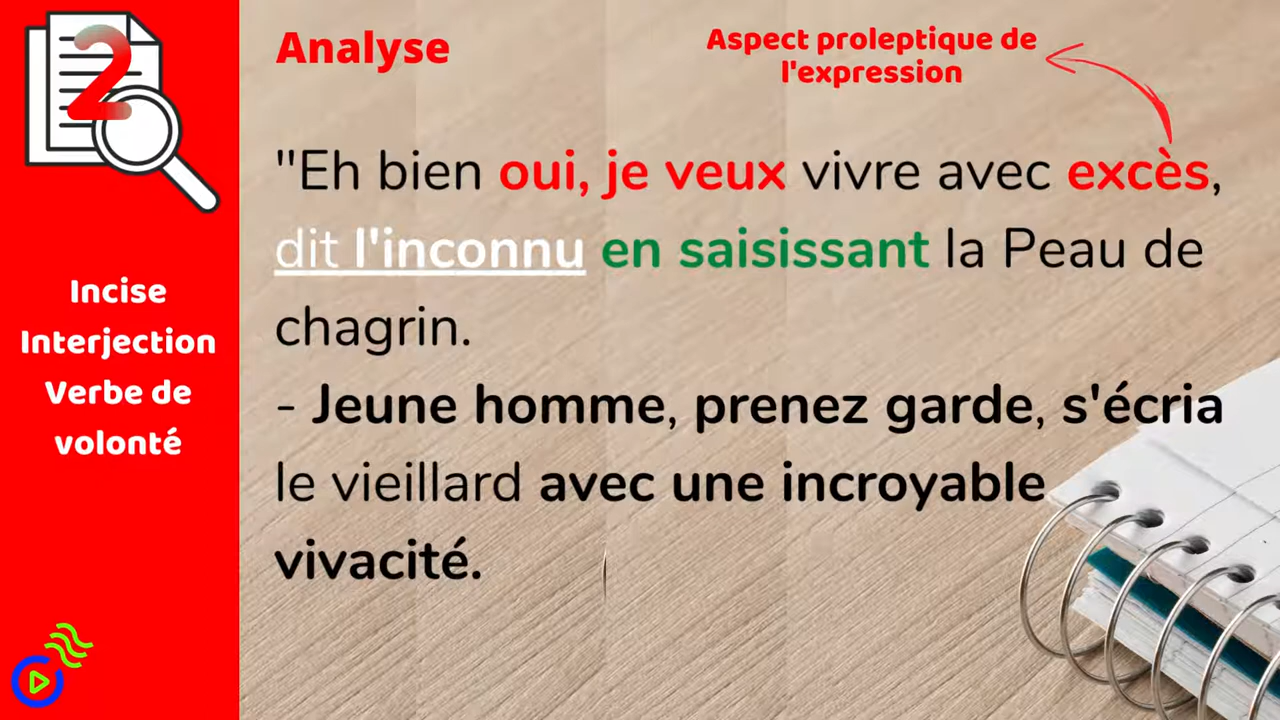 2
Incise
Interjection
Verbe de
volonté
Analyse
Aspect proleptique de
l'expression
"Eh bien oui, je veux vivre avec excès,
dit l'inconnu en saisissant la Peau de
chagrin.
- Jeune homme, prenez garde, s'écria
le vieillard avec une incroyable
vivacité.